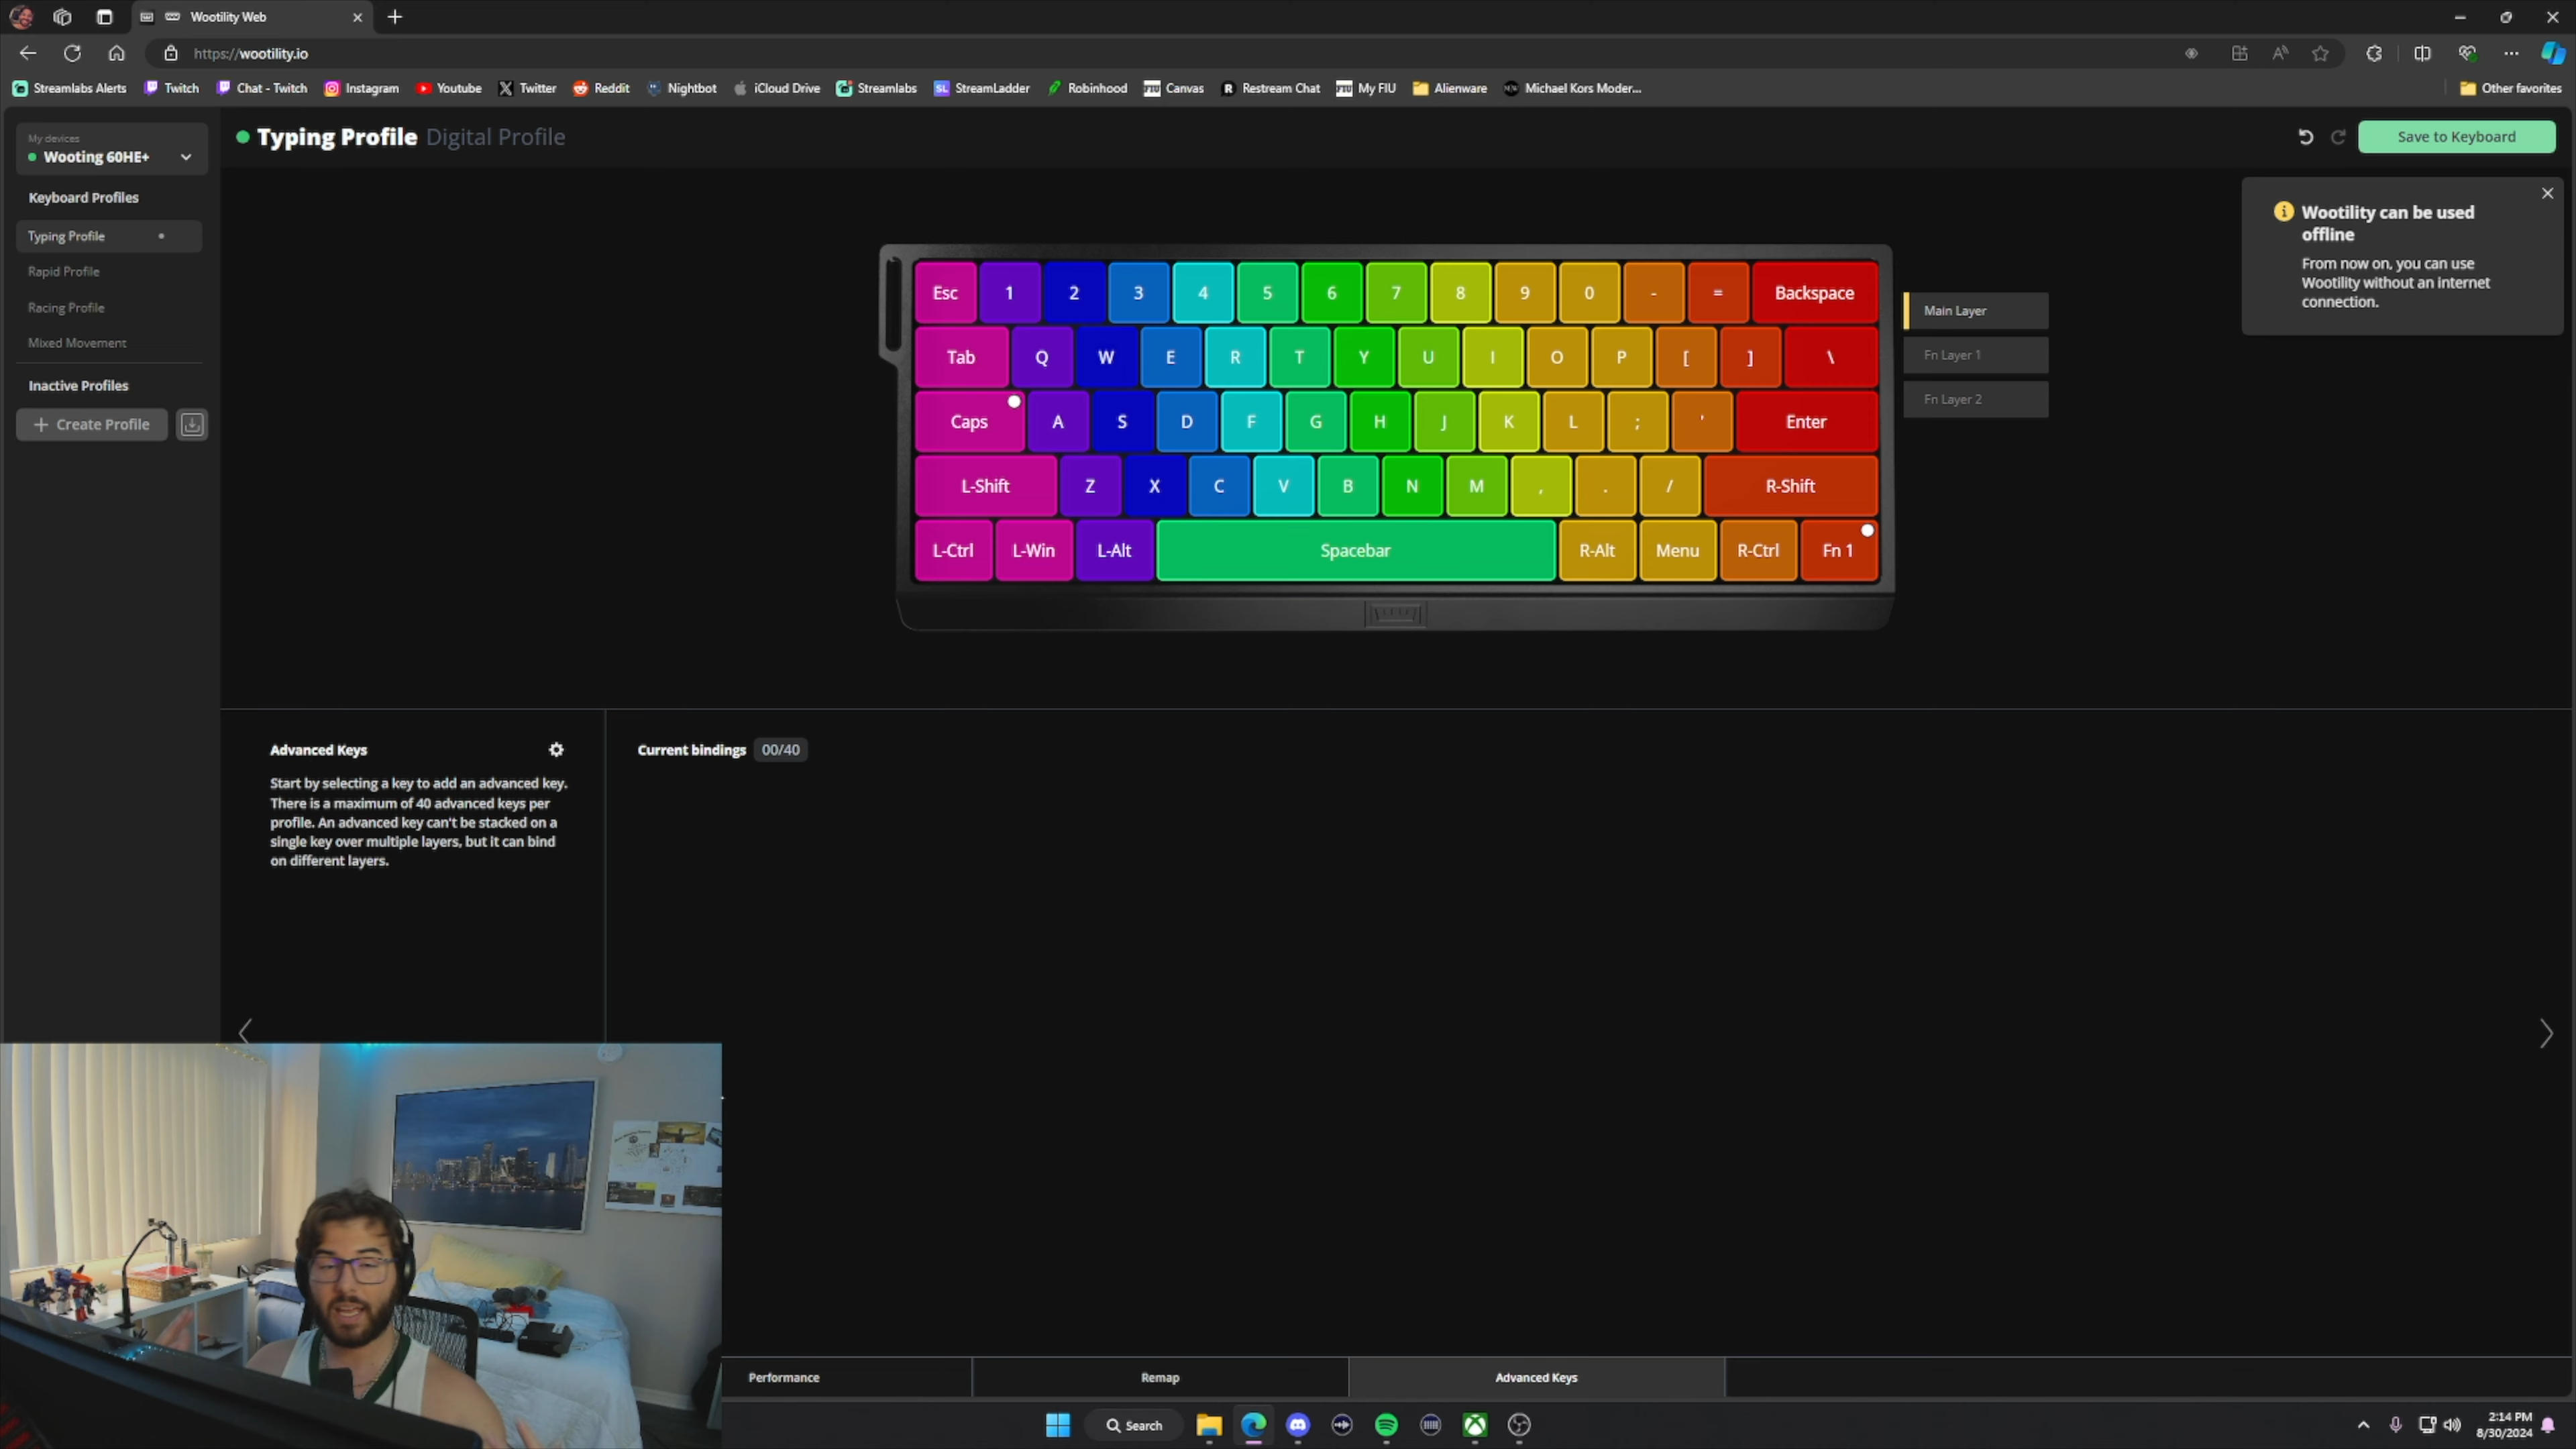 Wootility Web
https://wootility.io
Streamlabs Alerts Twitch Chat - Twitch Instagram Youtube Twitter Reddit Nightbot iCloud Drive Streamlabs StreamLadder Robinhood Canvas Restream Chat My FIU Alienware Michael Kors Moder... Other favorites
My devices
Wooting 60HE+
Keyboard Profiles
Typing Profile
Rapid Profile
Racing Profile
Mixed Movement
Inactive Profiles
+ Create Profile
Typing Profile Digital Profile
Save to Keyboard
Wootility can be used
offline
From now on, you can use
Wootility without an internet
connection.
Esc 1 2 3 4 5 6 7 8 9 0 - = Backspace
Tab Q W E R T Y U I O P [ ] \
Caps A S D F G H J K L ; ' Enter
L-Shift Z X C V B N M , . / R-Shift
L-Ctrl L-Win L-Alt Spacebar R-Alt Menu R-Ctrl Fn 1
Main Layer
Fn Layer 1
Fn Layer 2
Advanced Keys
Start by selecting a key to add an advanced key.
There is a maximum of 40 advanced keys per
profile. An advanced key can't be stacked on a
single key over multiple layers, but it can bind
on different layers.
Current bindings 00/40
Performance Remap Advanced Keys
Search
2:14 PM
8/30/2024